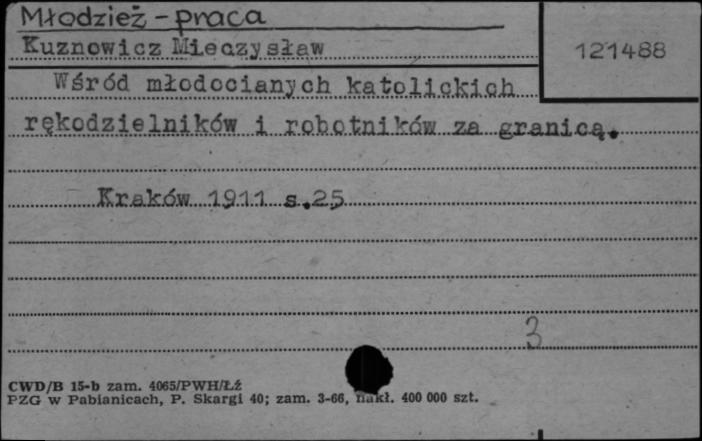 Młodzież - praca
Kuznowicz Mieczysław
121488
Wśród młodocianych katolickich
rękodzielników i robotników za granicą.
Kraków 1911 s.25
3
CWD/B 15-b zam. 4065/PWH/Łź
PZG w Pabianicach, P. Skargi 40; zam. 3-66, nakł. 400 000 szt.